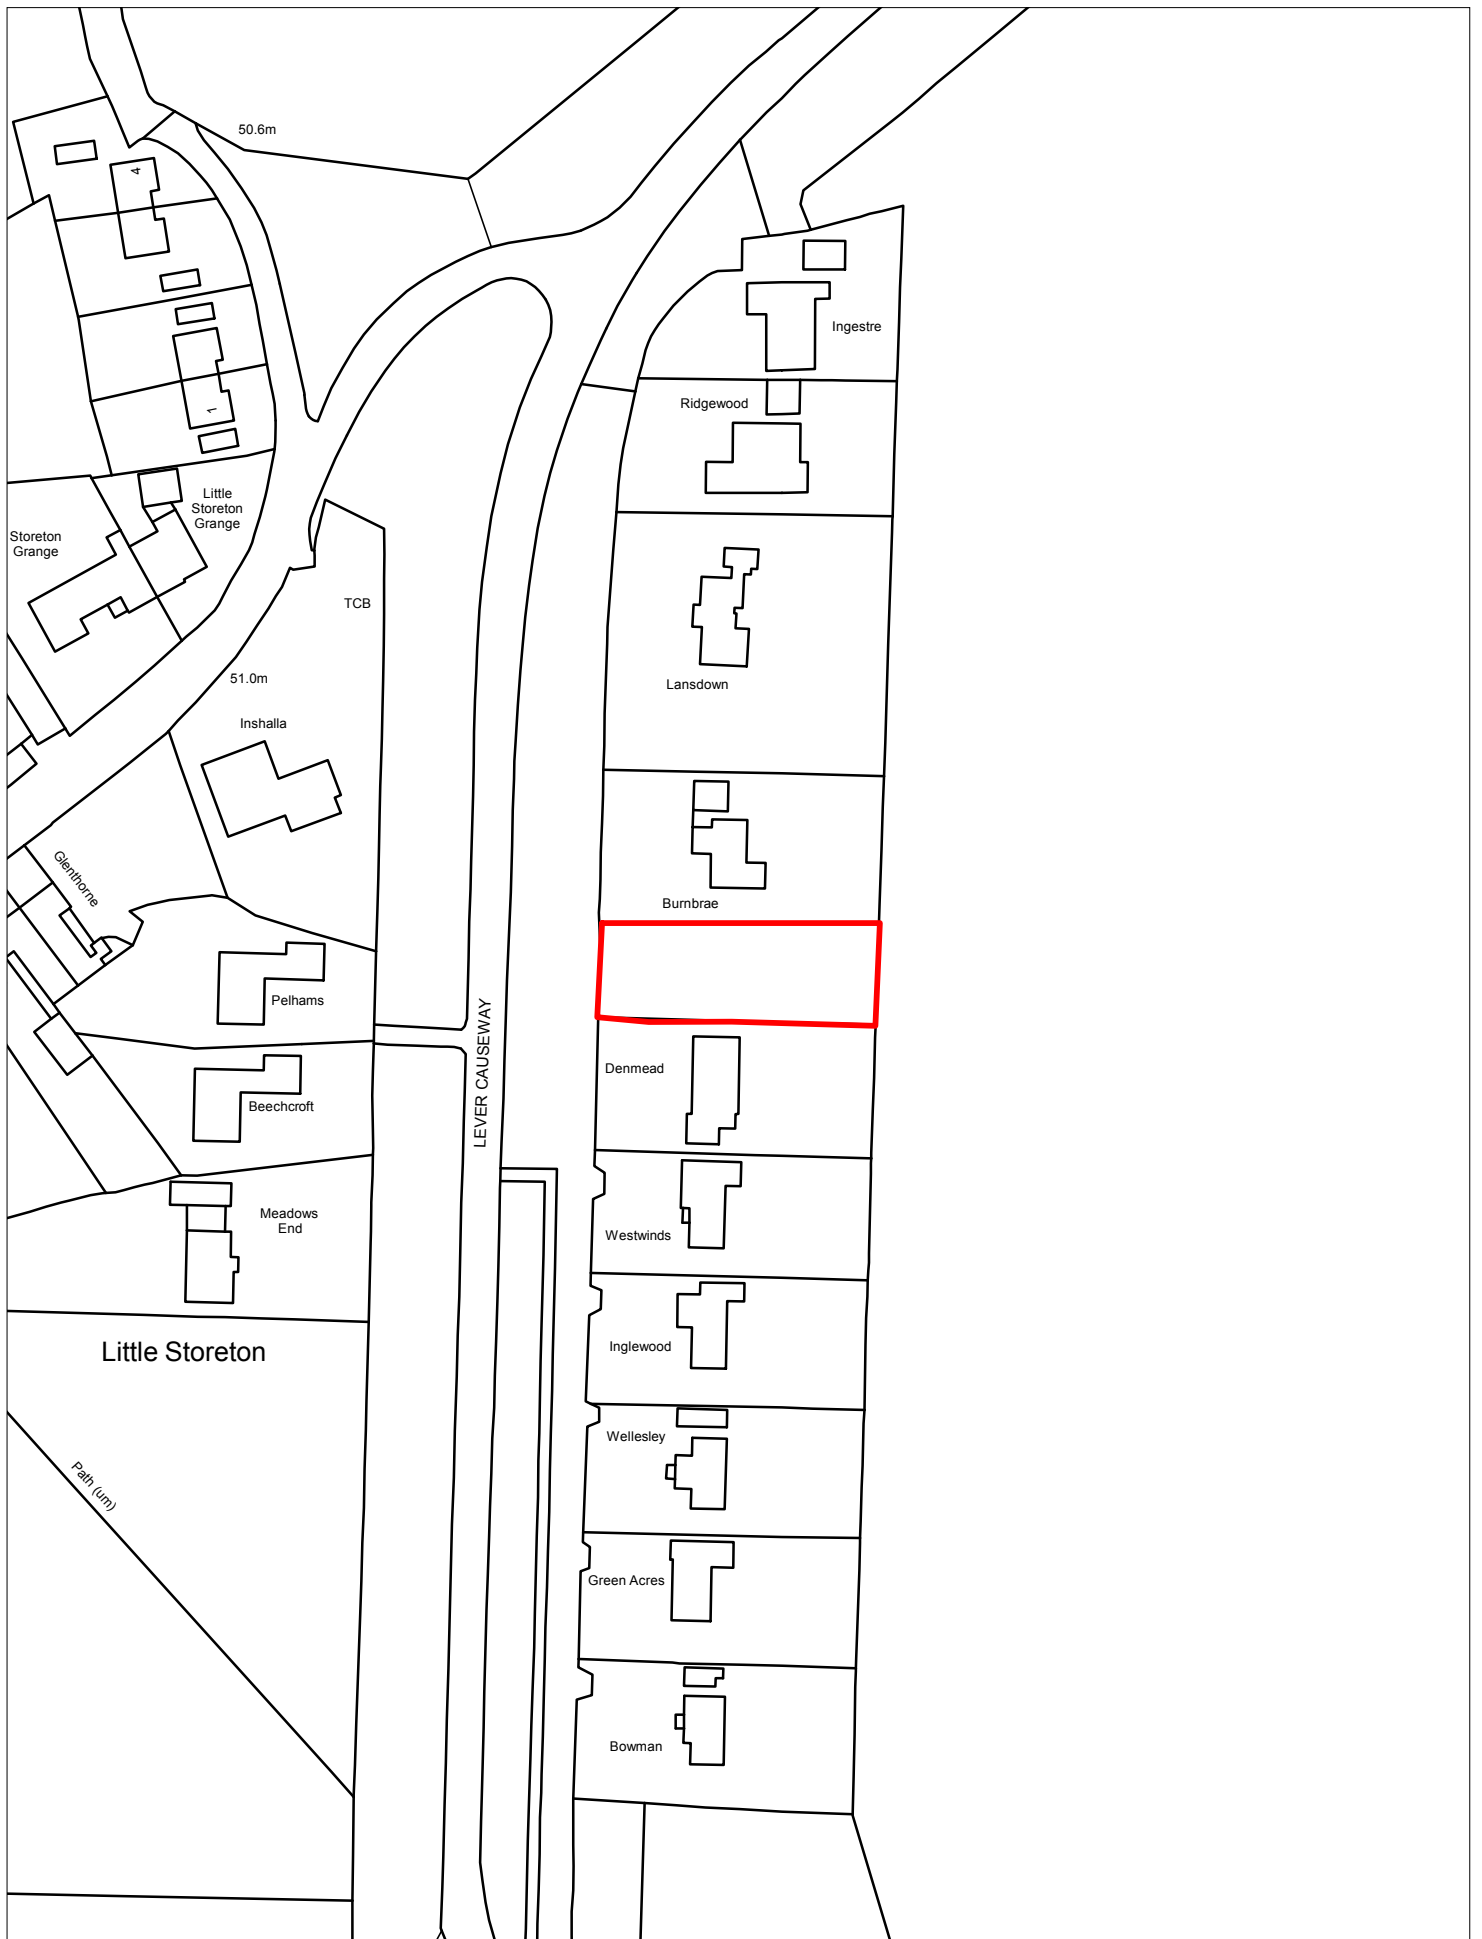 50.6m
4
Ingestre
1
Ridgewood
Little
Storeton
Grange
Storeton
Grange
TCB
51.0m
Lansdown
Inshalla
Glenthorne
Burnbrae
Pelhams
LEVER CAUSEWAY
Denmead
Beechcroft
Meadows
End
Westwinds
Little Storeton
Inglewood
Wellesley
Path (um)
Green Acres
Bowman